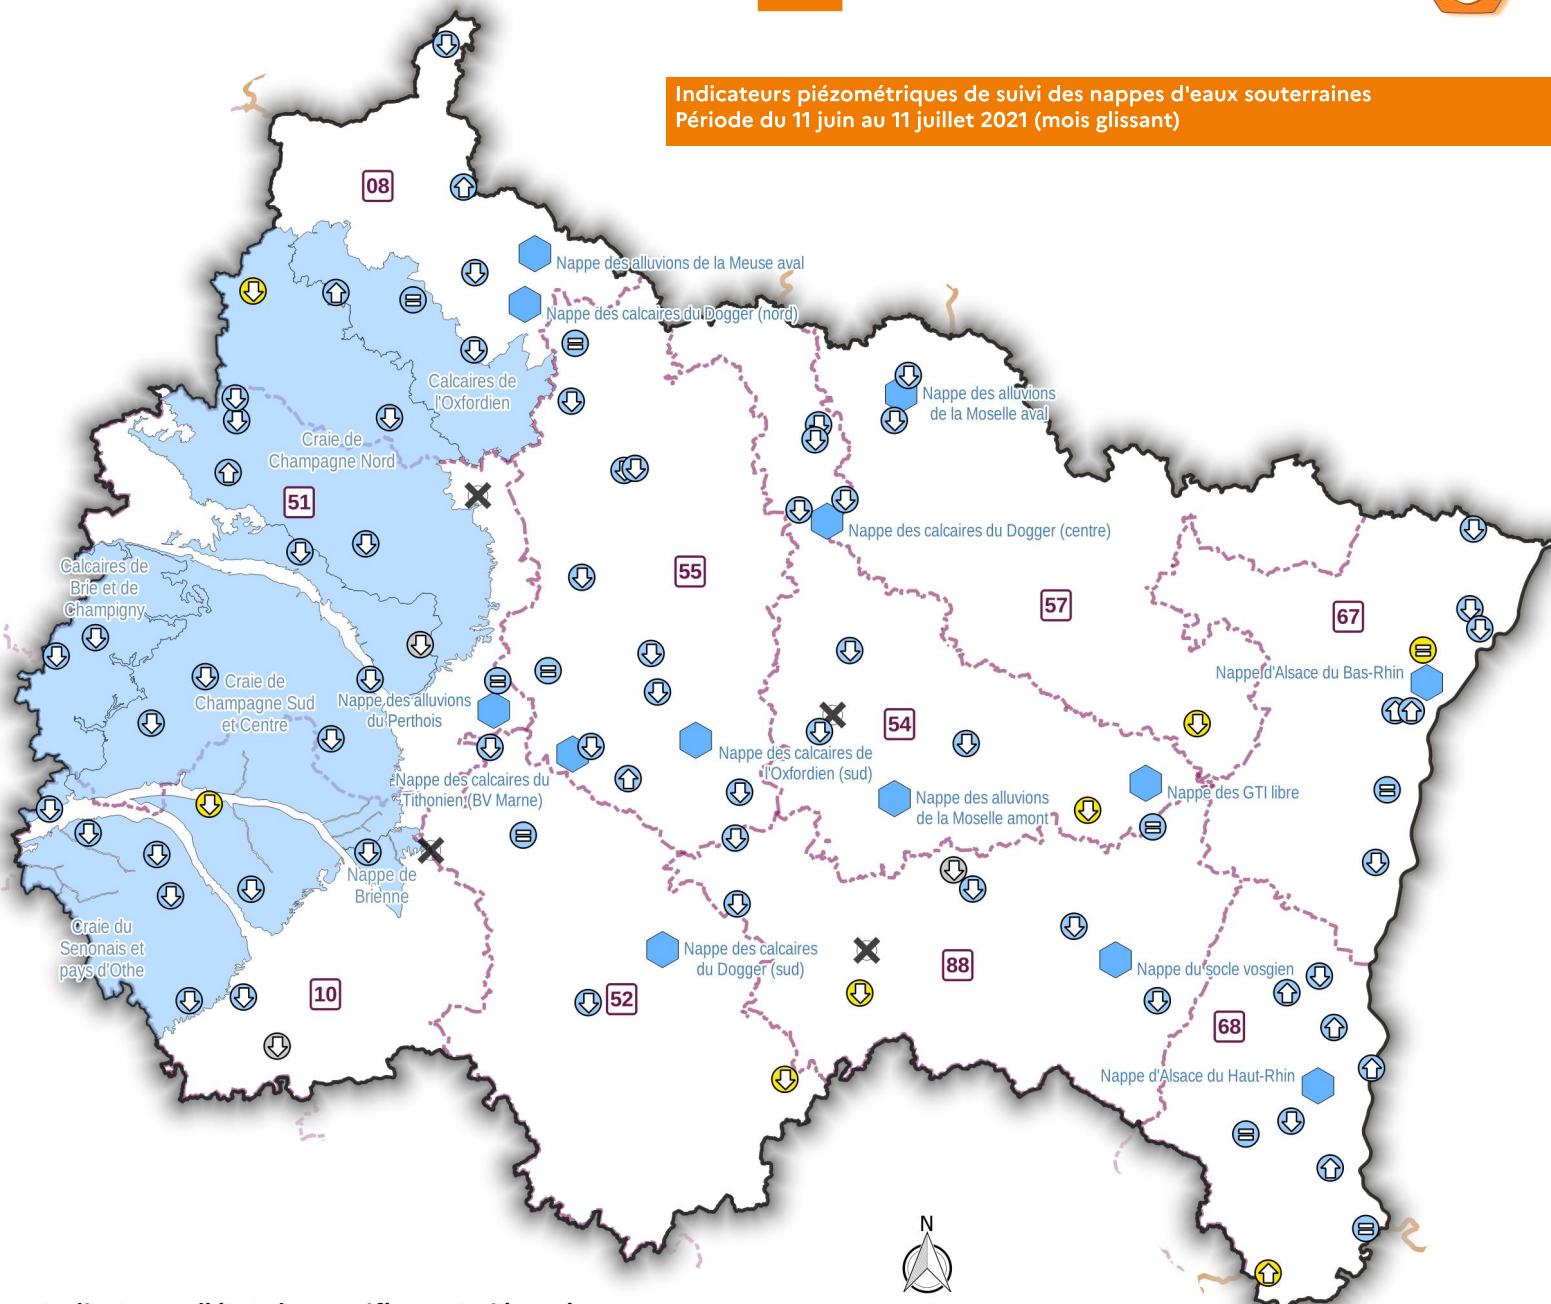 Indicateurs piézométriques de suivi des nappes d'eaux souterraines
Période du 11 juin au 11 juillet 2021 (mois glissant)
08
Nappe des alluvions de la Meuse aval
Nappe des calcaires du Dogger (nord)
Calcaires de
l'Oxfordien
Nappe des alluvions
de la Moselle aval
Craie de
Champagne Nord
51
Nappe des calcaires du Dogger (centre)
Calcaires de
Brie et de
Champigny
55
57
67
Nappe d'Alsace du Bas-Rhin
Craie de
Champagne Sud
et Centre
Nappe des alluvions
du Perthois
54
Nappe des calcaires de
l'Oxfordien (sud)
Nappe des calcaires du
Tithonien (BV Marne)
Nappe des alluvions
de la Moselle amont
Nappe des GTI libre
Nappe de
Brienne
Craie du
Senonais et
pays d'Othe
Nappe des calcaires
du Dogger (sud)
88
Nappe du socle vosgien
10
52
68
Nappe d'Alsace du Haut-Rhin
N